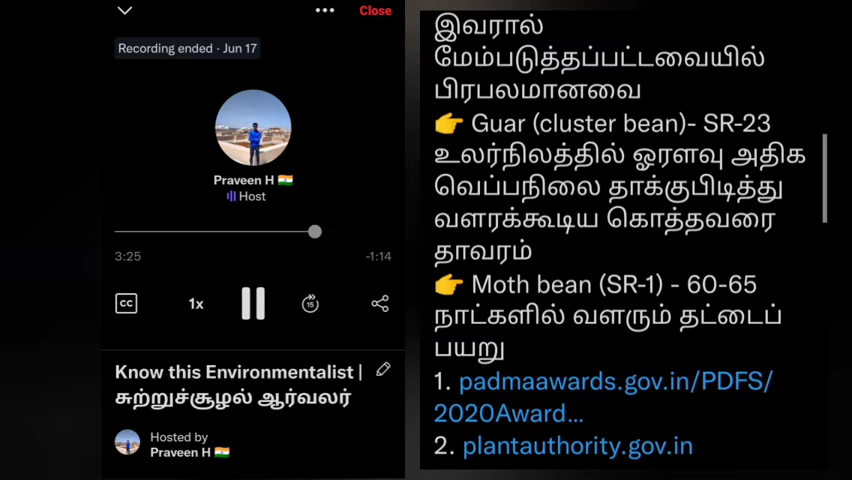 Close
Recording ended · Jun 17
Praveen H 🇮🇳
Host
3:25
-1:14
CC
1x
15
Know this Environmentalist |
சுற்றுச்சூழல் ஆர்வலர்
Hosted by
Praveen H 🇮🇳
இவரால்
மேம்படுத்தப்பட்டவையில்
பிரபலமானவை
👉 Guar (cluster bean)- SR-23
உலர்நிலத்தில் ஓரளவு அதிக
வெப்பநிலை தாக்குபிடித்து
வளரக்கூடிய கொத்தவரை
தாவரம்
👉 Moth bean (SR-1) - 60-65
நாட்களில் வளரும் தட்டைப்
பயறு
1. padmaawards.gov.in/PDFS/
2020Award...
2. plantauthority.gov.in